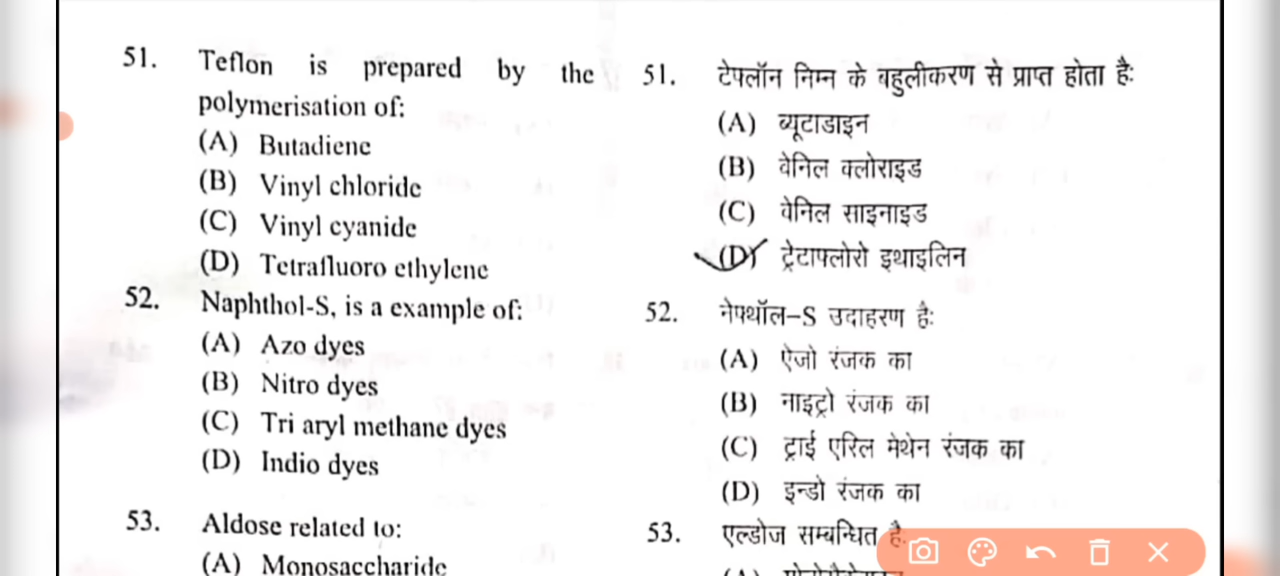 51. Teflon is prepared by the
polymerisation of:
(A) Butadiene
(B) Vinyl chloride
(C) Vinyl cyanide
(D) Tetrafluoro ethylene
52. Naphthol-S, is a example of:
(A) Azo dyes
(B) Nitro dyes
(C) Tri aryl methane dyes
(D) Indio dyes
53. Aldose related to:
(A) Monosaccharide
51. टेफ्लॉन निम्न के बहुलीकरण से प्राप्त होता है:
(A) ब्यूटाडाइन
(B) वेनिल क्लोराइड
(C) वेनिल साइनाइड
(D) ट्रेटाफ्लोरो इथाइलिन
52. नेफ्थॉल–S उदाहरण है:
(A) ऐजो रंजक का
(B) नाइट्रो रंजक का
(C) ट्राई एरिल मेथेन रंजक का
(D) इन्डो रंजक का
53. एल्डोज सम्बन्धित है